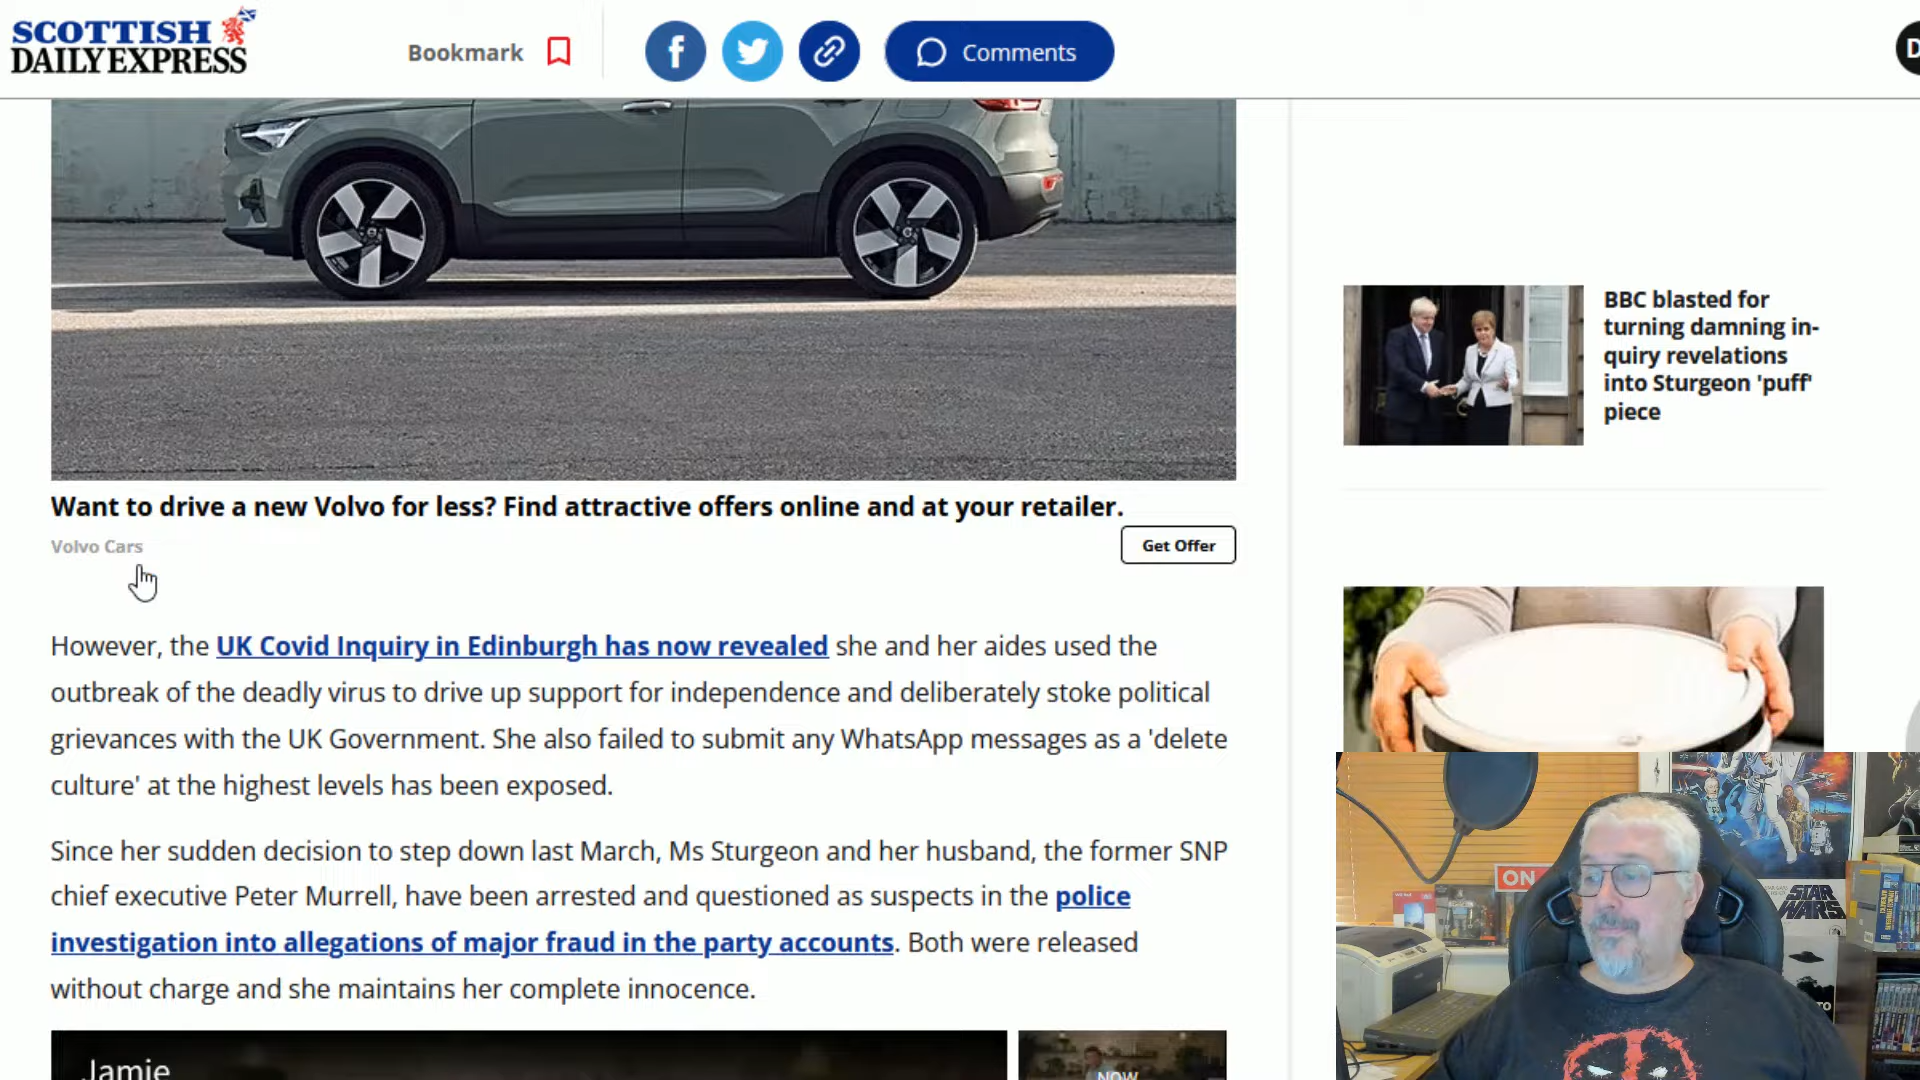 SCOTTISH
DAILY EXPRESS
Bookmark
Comments
D
Want to drive a new Volvo for less? Find attractive offers online and at your retailer.
Volvo Cars
Get Offer
However, the UK Covid Inquiry in Edinburgh has now revealed she and her aides used the
outbreak of the deadly virus to drive up support for independence and deliberately stoke political
grievances with the UK Government. She also failed to submit any WhatsApp messages as a 'delete
culture' at the highest levels has been exposed.
Since her sudden decision to step down last March, Ms Sturgeon and her husband, the former SNP
chief executive Peter Murrell, have been arrested and questioned as suspects in the police
investigation into allegations of major fraud in the party accounts. Both were released
without charge and she maintains her complete innocence.
Jamie
NOW
BBC blasted for
turning damning in-
quiry revelations
into Sturgeon 'puff'
piece
ON
STAR
WARS